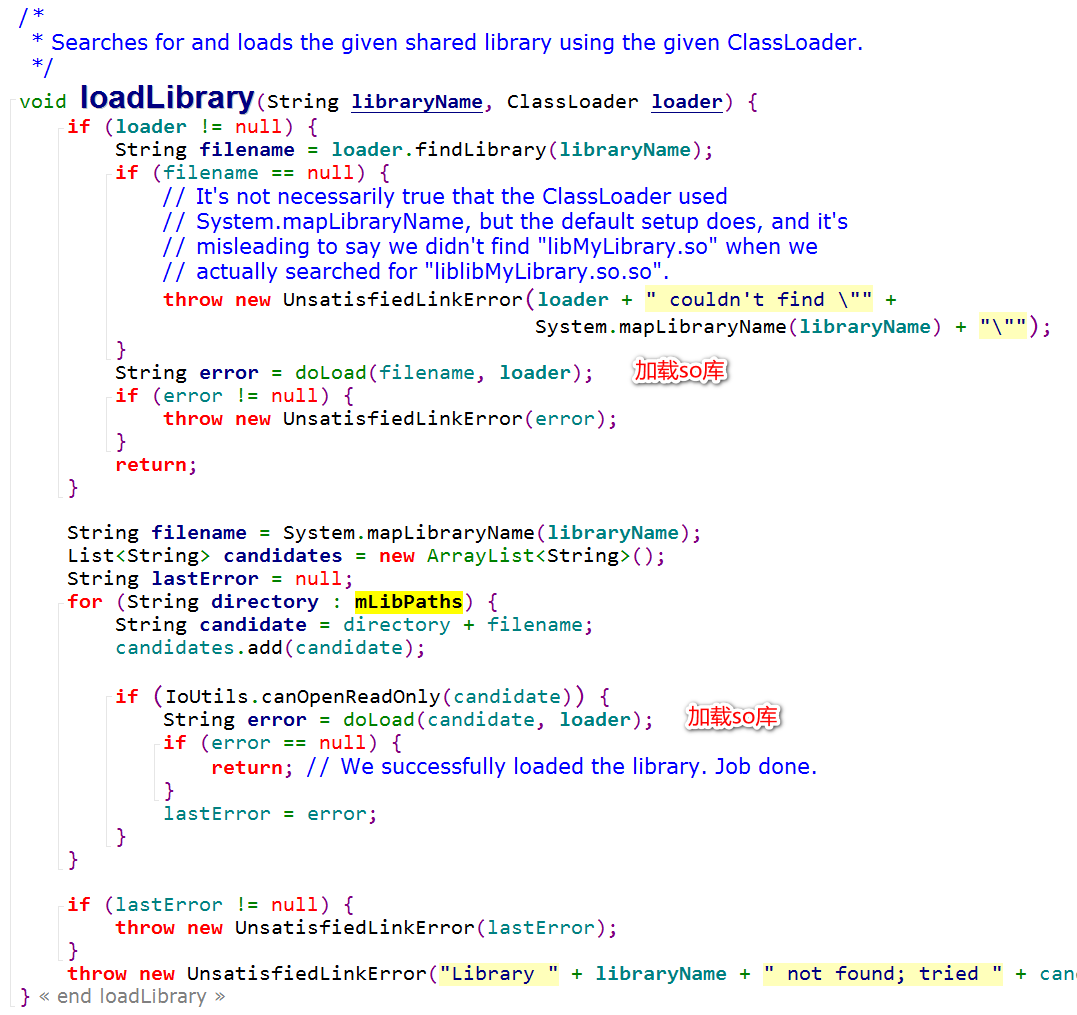 /*
 * Searches for and loads the given shared library using the given ClassLoader.
 */
void loadLibrary(String libraryName, ClassLoader loader) {
    if (loader != null) {
        String filename = loader.findLibrary(libraryName);
        if (filename == null) {
            // It's not necessarily true that the ClassLoader used
            // System.mapLibraryName, but the default setup does, and it's
            // misleading to say we didn't find "libMyLibrary.so" when we
            // actually searched for "liblibMyLibrary.so.so".
            throw new UnsatisfiedLinkError(loader + " couldn't find \"" +
                                           System.mapLibraryName(libraryName) + "\"");
        }
        String error = doLoad(filename, loader); 加载so库
        if (error != null) {
            throw new UnsatisfiedLinkError(error);
        }
        return;
    }
    String filename = System.mapLibraryName(libraryName);
    List<String> candidates = new ArrayList<String>();
    String lastError = null;
    for (String directory : mLibPaths) {
        String candidate = directory + filename;
        candidates.add(candidate);
        if (IoUtils.canOpenReadOnly(candidate)) {
            String error = doLoad(candidate, loader); 加载so库
            if (error == null) {
                return; // We successfully loaded the library. Job done.
            }
            lastError = error;
        }
    }
    if (lastError != null) {
        throw new UnsatisfiedLinkError(lastError);
    }
    throw new UnsatisfiedLinkError("Library " + libraryName + " not found; tried " +
} « end loadLibrary »